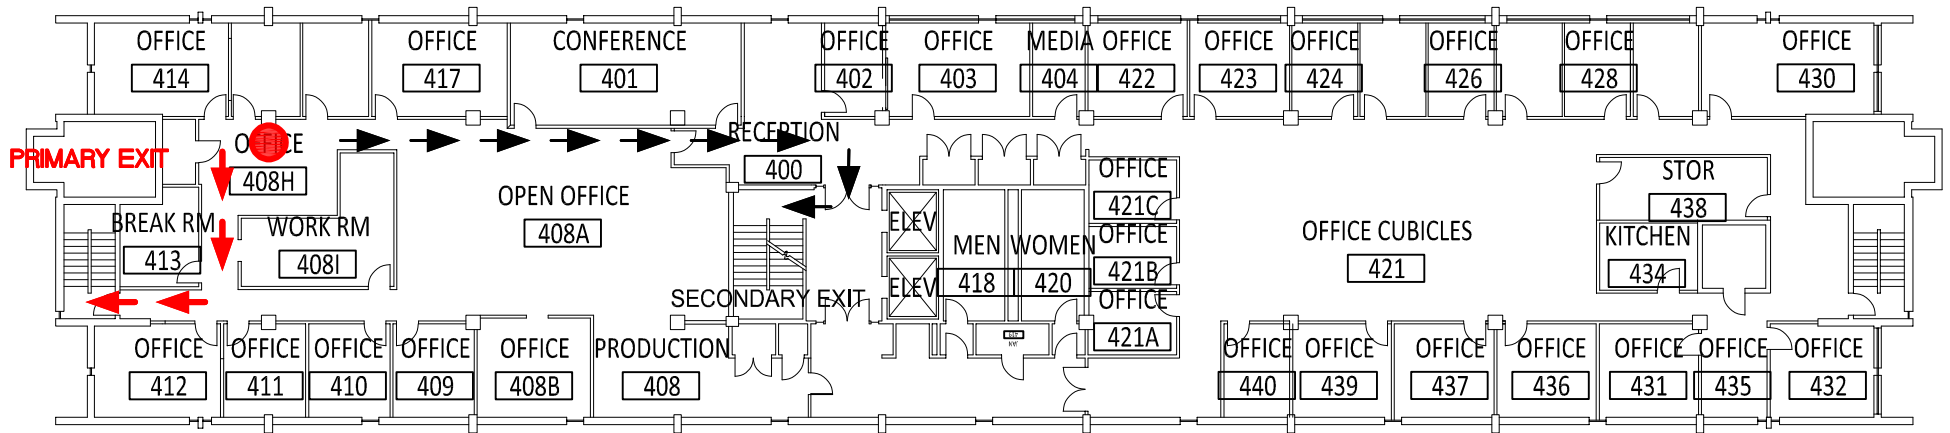 OFFICE
414
OFFICE
417
CONFERENCE
401
OFFICE
402
OFFICE
403
MEDIA
404
OFFICE
422
OFFICE
423
OFFICE
424
OFFICE
426
OFFICE
428
OFFICE
430
PRIMARY EXIT
OFFICE
408H
RECEPTION
400
BREAK RM
413
WORK RM
408I
OPEN OFFICE
408A
ELEV
ELEV
MEN
418
WOMEN
420
OFFICE
421C
OFFICE
421B
OFFICE
421A
OFFICE CUBICLES
421
STOR
438
KITCHEN
434
SECONDARY EXIT
OFFICE
412
OFFICE
411
OFFICE
410
OFFICE
409
OFFICE
408B
PRODUCTION
408
OFFICE
440
OFFICE
439
OFFICE
437
OFFICE
436
OFFICE
431
OFFICE
435
OFFICE
432